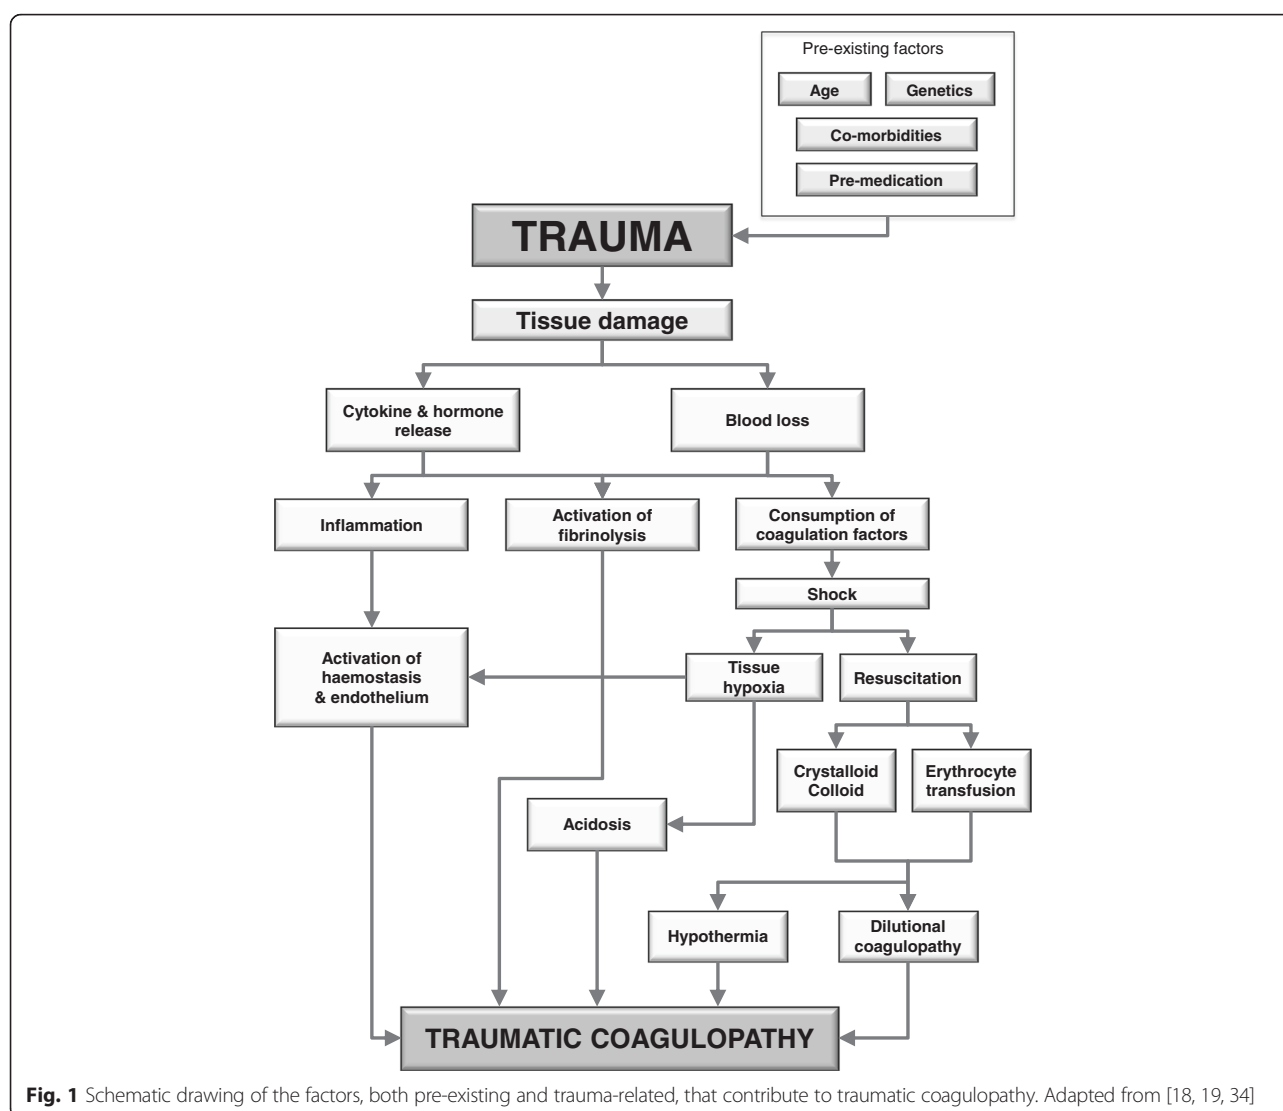 Pre-existing factors
Age
Genetics
Co-morbidities
Pre-medication
TRAUMA
Tissue damage
Cytokine & hormone
release
Blood loss
Inflammation
Activation of
fibrinolysis
Consumption of
coagulation factors
Shock
Activation of
haemostasis
& endothelium
Tissue
hypoxia
Resuscitation
Crystalloid
Colloid
Erythrocyte
transfusion
Acidosis
Hypothermia
Dilutional
coagulopathy
TRAUMATIC COAGULOPATHY
Fig. 1 Schematic drawing of the factors, both pre-existing and trauma-related, that contribute to traumatic coagulopathy. Adapted from [18, 19, 34]